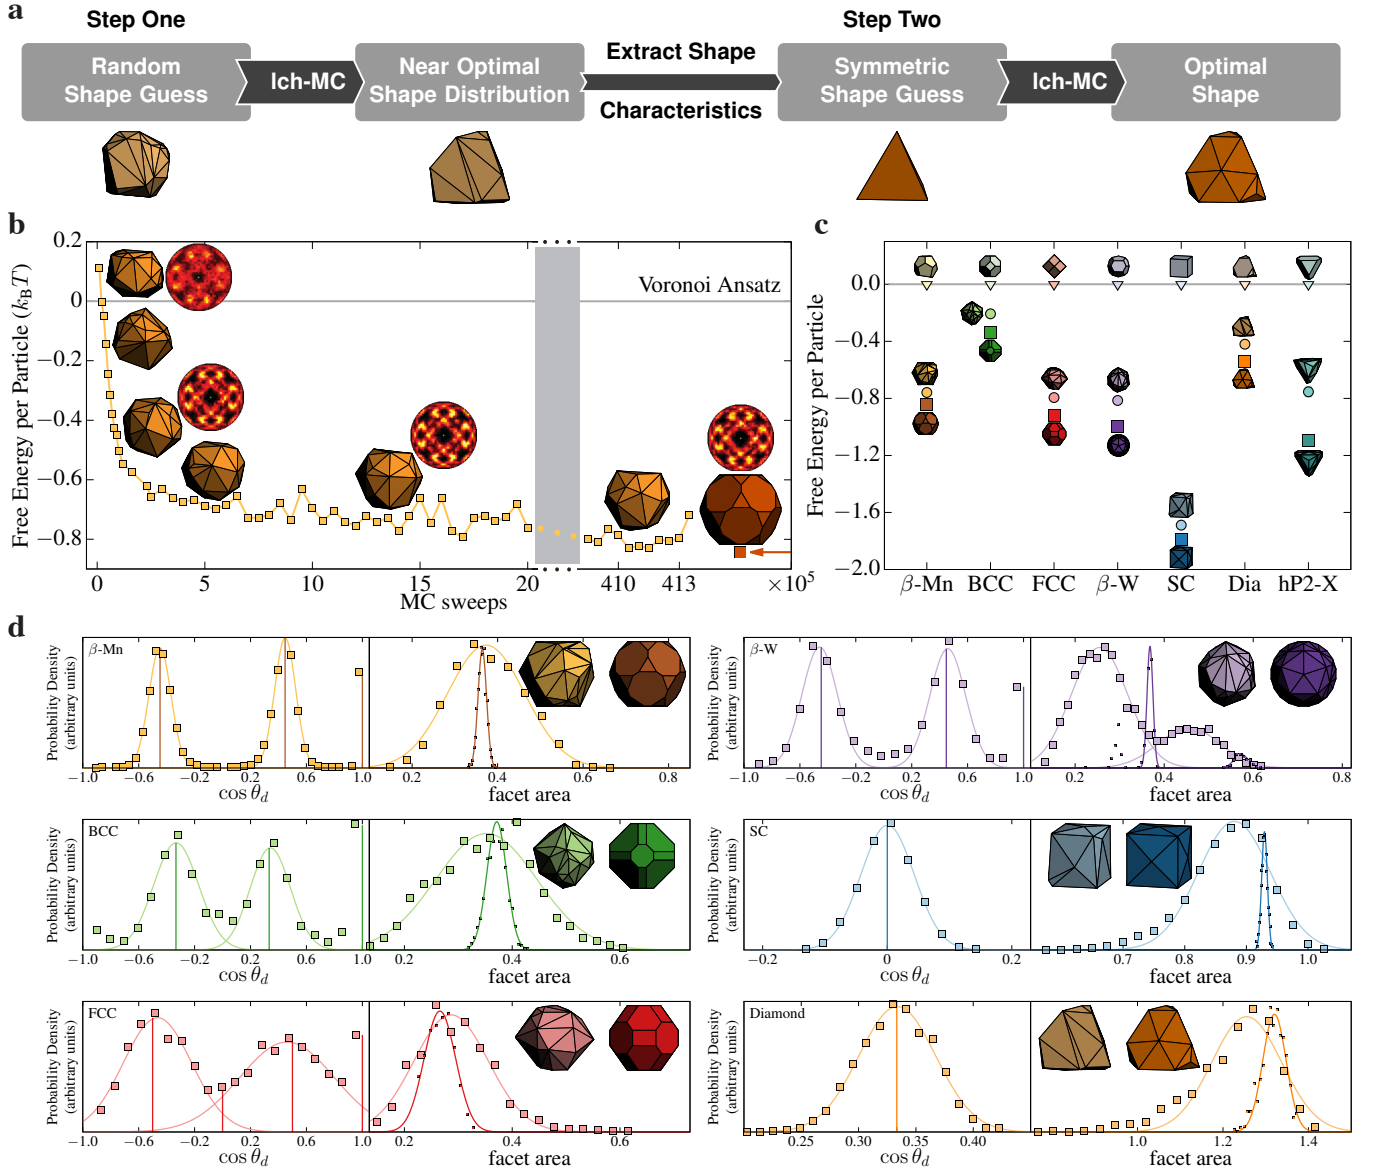 a
Step One
Step Two
Random
Shape Guess
Ich-MC
Near Optimal
Shape Distribution
Extract Shape
Characteristics
Symmetric
Shape Guess
Ich-MC
Optimal
Shape
b
Free Energy per Particle (k_BT)
0.2
0
−0.2
−0.4
−0.6
−0.8
Voronoi Ansatz
0 5 10 15 20 410 413 ×10⁵
MC sweeps
c
Free Energy per Particle
0.0
−0.4
−0.8
−1.2
−1.6
−2.0
β-Mn BCC FCC β-W SC Dia hP2-X
d
β-Mn
Probability Density
(arbitrary units)
−1.0 −0.6 −0.2 0.2 0.6 1.0
cos θ_d
0.2 0.4 0.6 0.8
facet area
β-W
Probability Density
(arbitrary units)
−1.0 −0.6 −0.2 0.2 0.6 1.0
cos θ_d
0.2 0.4 0.6 0.8
facet area
BCC
Probability Density
(arbitrary units)
−1.0 −0.6 −0.2 0.2 0.6 1.0
cos θ_d
0.2 0.4 0.6
facet area
SC
Probability Density
(arbitrary units)
−0.2 0 0.2
cos θ_d
0.7 0.8 0.9 1.0
facet area
FCC
Probability Density
(arbitrary units)
−1.0 −0.6 −0.2 0.2 0.6 1.0
cos θ_d
0.2 0.4 0.6
facet area
Diamond
Probability Density
(arbitrary units)
0.25 0.30 0.35 0.40
cos θ_d
1.0 1.2 1.4
facet area